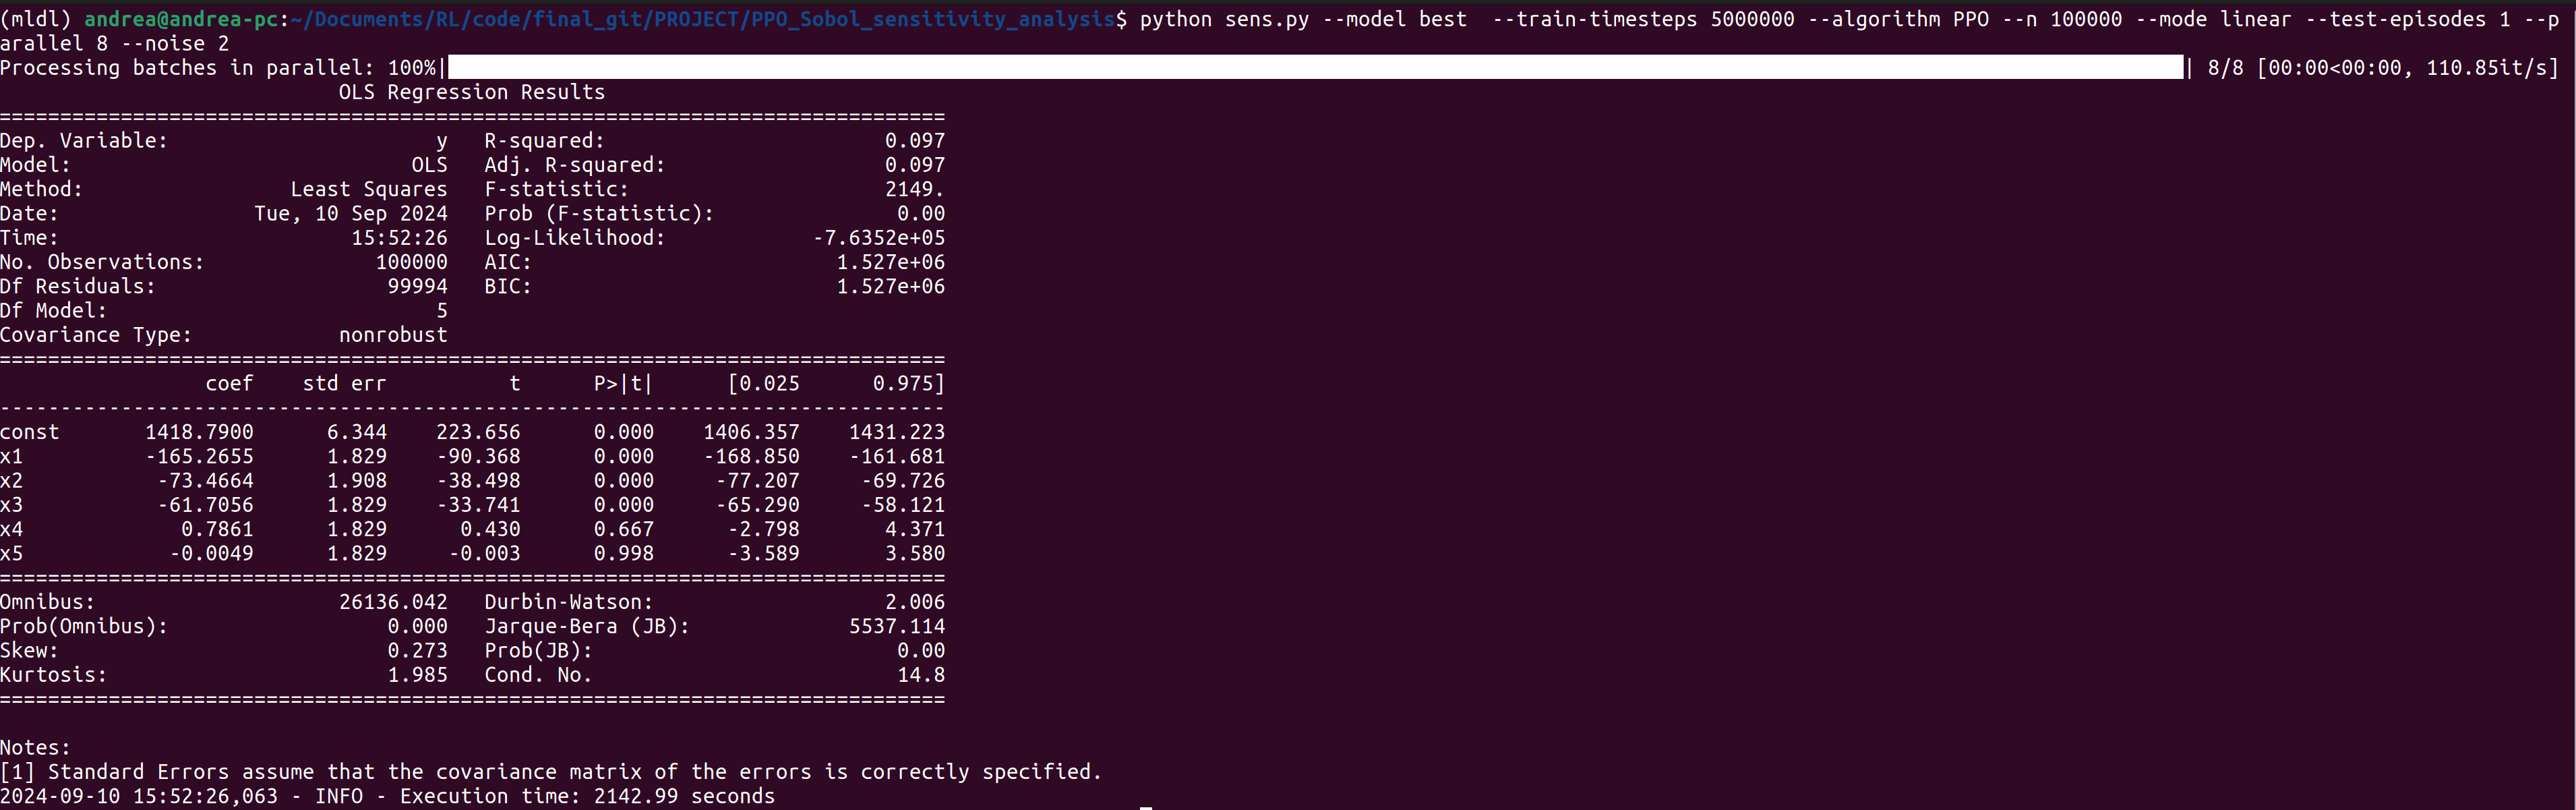 (mldl) andrea@andrea-pc:~/Documents/RL/code/final_git/PROJECT/PPO_Sobol_sensitivity_analysis$ python sens.py --model best  --train-timesteps 5000000 --algorithm PPO --n 100000 --mode linear --test-episodes 1 --p
arallel 8 --noise 2
Processing batches in parallel: 100%|                                                  | 8/8 [00:00<00:00, 110.85it/s]
                            OLS Regression Results
==============================================================================
Dep. Variable:                      y   R-squared:                       0.097
Model:                            OLS   Adj. R-squared:                  0.097
Method:                 Least Squares   F-statistic:                     2149.
Date:                Tue, 10 Sep 2024   Prob (F-statistic):               0.00
Time:                        15:52:26   Log-Likelihood:            -7.6352e+05
No. Observations:              100000   AIC:                         1.527e+06
Df Residuals:                   99994   BIC:                         1.527e+06
Df Model:                           5
Covariance Type:            nonrobust
==============================================================================
                 coef    std err          t      P>|t|      [0.025      0.975]
------------------------------------------------------------------------------
const       1418.7900      6.344    223.656      0.000    1406.357    1431.223
x1          -165.2655      1.829    -90.368      0.000    -168.850    -161.681
x2           -73.4664      1.908    -38.498      0.000     -77.207     -69.726
x3           -61.7056      1.829    -33.741      0.000     -65.290     -58.121
x4             0.7861      1.829      0.430      0.667      -2.798       4.371
x5            -0.0049      1.829     -0.003      0.998      -3.589       3.580
==============================================================================
Omnibus:                    26136.042   Durbin-Watson:                   2.006
Prob(Omnibus):                  0.000   Jarque-Bera (JB):             5537.114
Skew:                           0.273   Prob(JB):                         0.00
Kurtosis:                       1.985   Cond. No.                         14.8
==============================================================================
Notes:
[1] Standard Errors assume that the covariance matrix of the errors is correctly specified.
2024-09-10 15:52:26,063 - INFO - Execution time: 2142.99 seconds